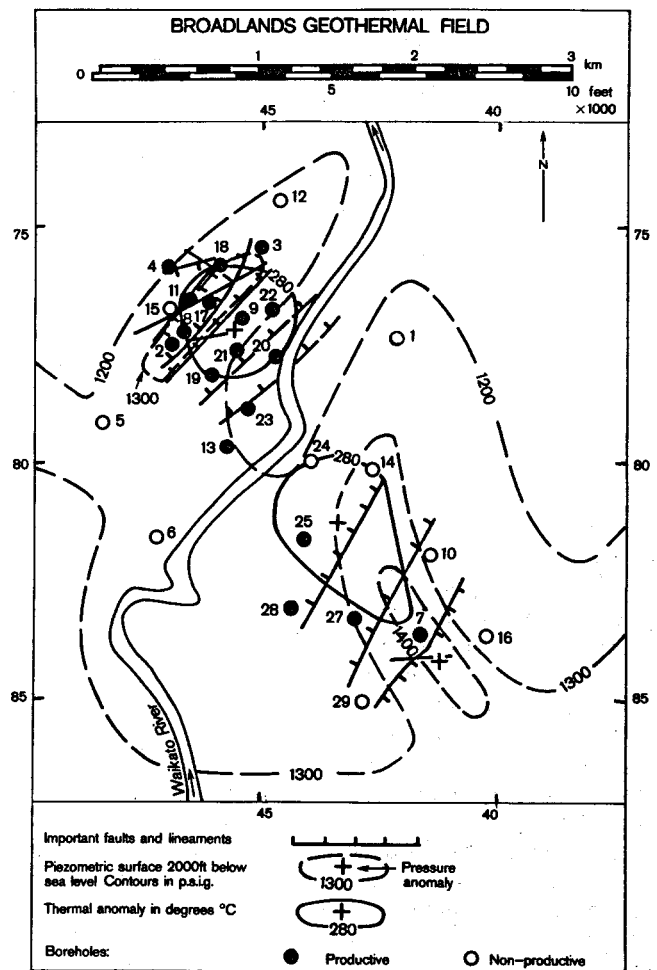 BROADLANDS GEOTHERMAL FIELD
1 2 3 km
0 5 10 feet
45 40 ×1000
N
12
75 75
18 3
4
280
11 22
15 9
17
8 1
2
1200 1200
21 20
1300 19
5 23
13
24 280 14
80 80
6 25
10
28 27 7
16
1400
29
85 85
1300
Waikato River
1300
45 40
Important faults and lineaments
Piezometric surface 2000ft below
sea level Contours in p.s.i.g.
1300
Pressure
anomaly
Thermal anomaly in degrees °C
280
Boreholes:
Productive
Non-productive